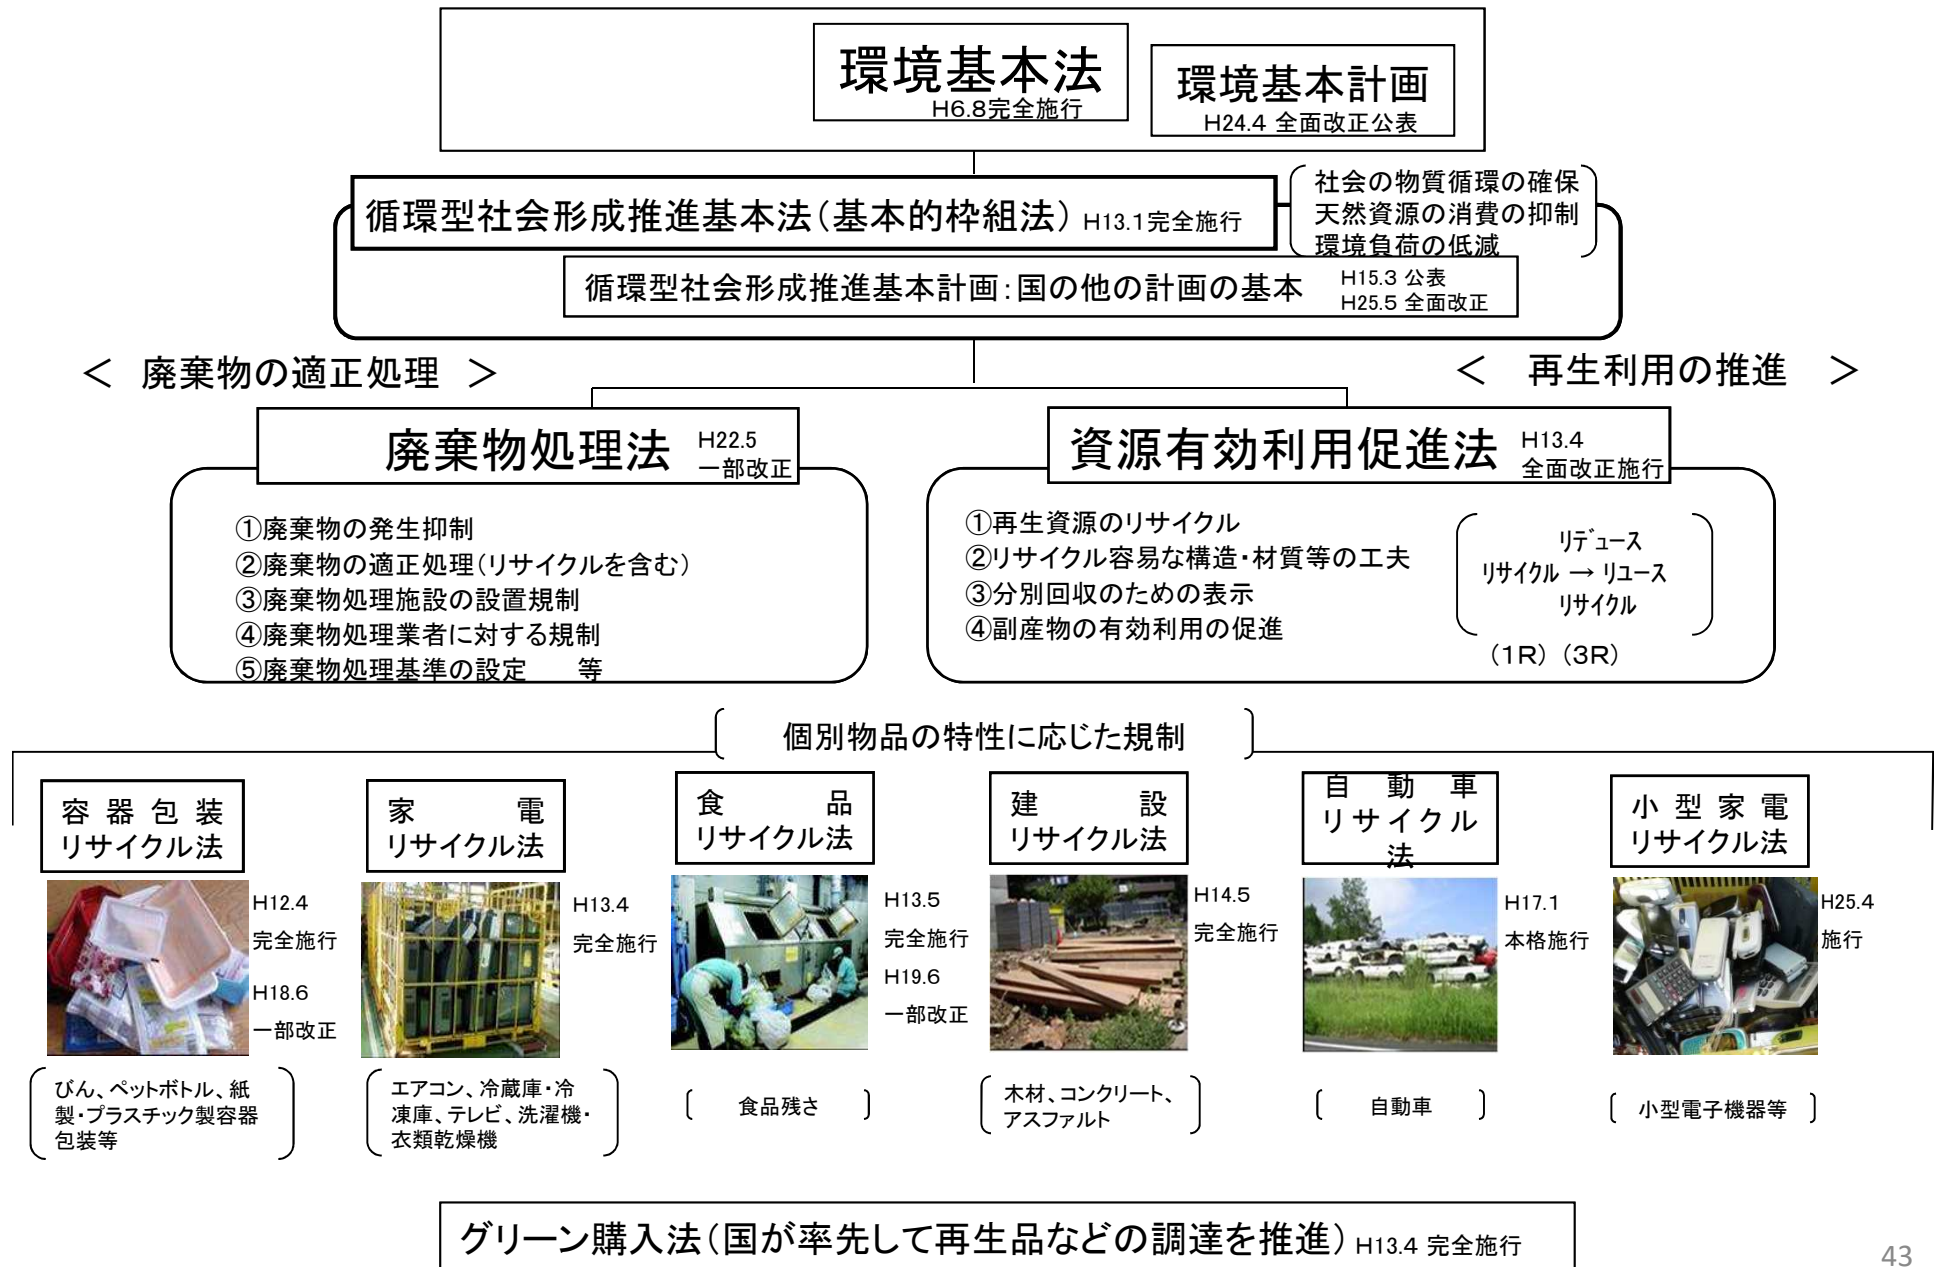 環境基本法
H6.8完全施行
環境基本計画
H24.4 全面改正公表
循環型社会形成推進基本法(基本的枠組法) H13.1完全施行
社会の物質循環の確保
天然資源の消費の抑制
環境負荷の低減
循環型社会形成推進基本計画:国の他の計画の基本
H15.3 公表
H25.5 全面改正
< 廃棄物の適正処理 >
< 再生利用の推進 >
廃棄物処理法
H22.5
一部改正
①廃棄物の発生抑制
②廃棄物の適正処理(リサイクルを含む)
③廃棄物処理施設の設置規制
④廃棄物処理業者に対する規制
⑤廃棄物処理基準の設定 等
資源有効利用促進法
H13.4
全面改正施行
①再生資源のリサイクル
②リサイクル容易な構造・材質等の工夫
③分別回収のための表示
④副産物の有効利用の促進
リデュース
リサイクル → リユース
リサイクル
(1R) (3R)
個別物品の特性に応じた規制
容器包装
リサイクル法
H12.4
完全施行
H18.6
一部改正
びん、ペットボトル、紙
製・プラスチック製容器
包装等
家電
リサイクル法
H13.4
完全施行
エアコン、冷蔵庫・冷
凍庫、テレビ、洗濯機・
衣類乾燥機
食品
リサイクル法
H13.5
完全施行
H19.6
一部改正
食品残さ
建設
リサイクル法
H14.5
完全施行
木材、コンクリート、
アスファルト
自動車
リサイクル
法
H17.1
本格施行
自動車
小型家電
リサイクル法
H25.4
施行
小型電子機器等
グリーン購入法(国が率先して再生品などの調達を推進) H13.4 完全施行
43